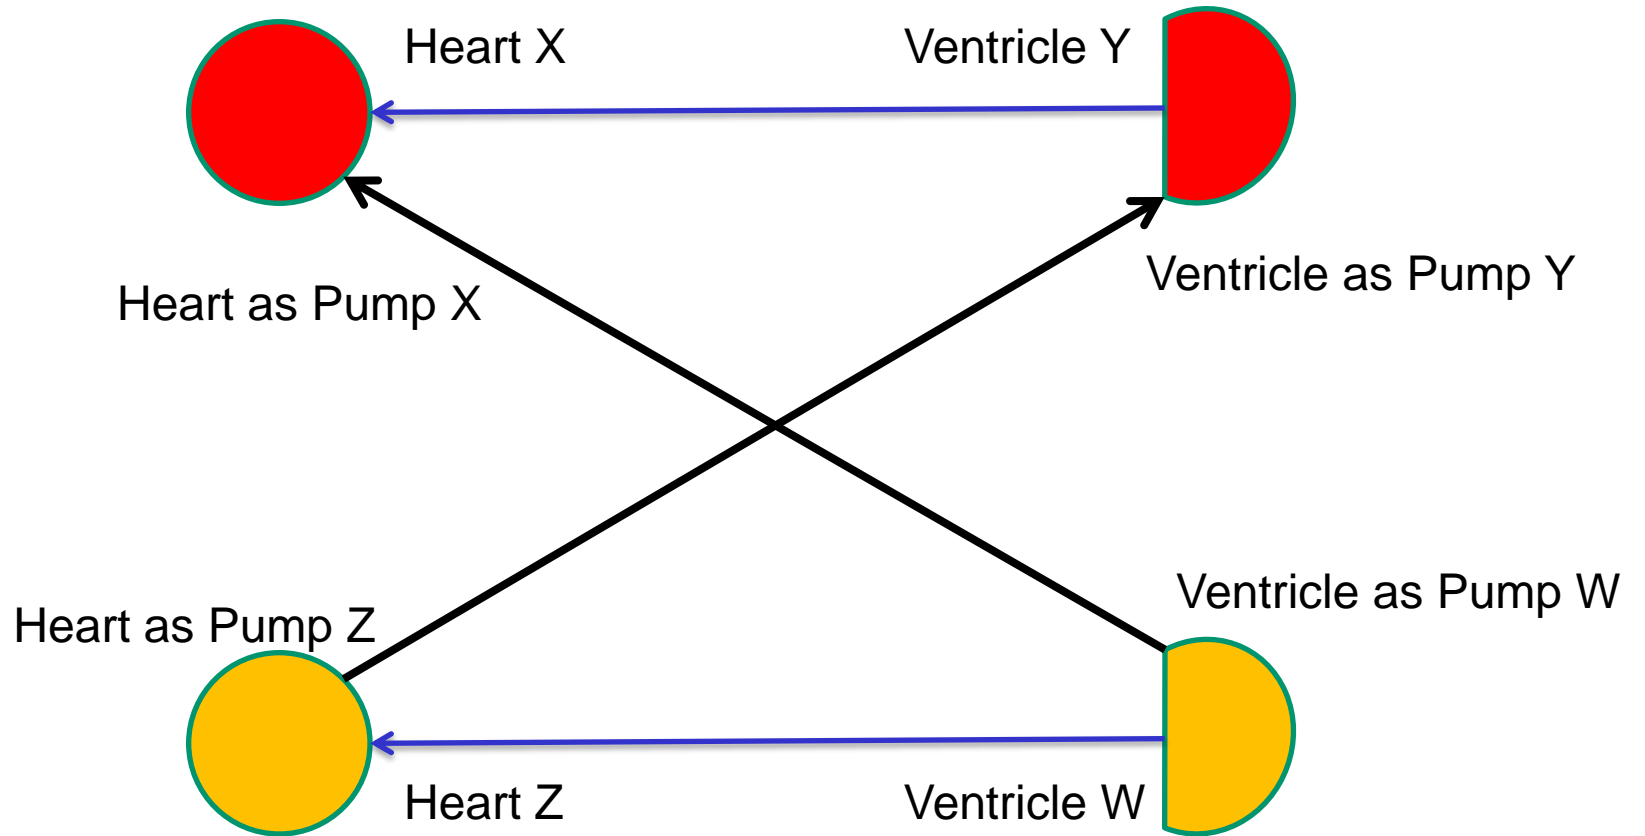 Heart X
Ventricle Y
Ventricle as Pump Y
Heart as Pump X
Ventricle as Pump W
Heart as Pump Z
Heart Z
Ventricle W